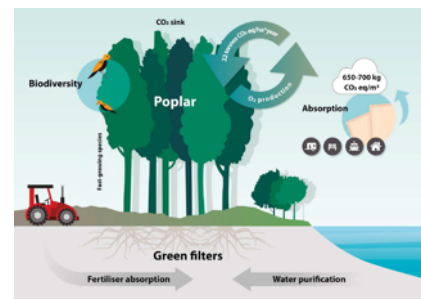 CO₂ sink
22 tonnes CO₂ eq/ha*year
O₂ production
650-700 kg
CO₂ eq/m³
Biodiversity
Poplar
Absorption
Fast-growing species
Green filters
Fertiliser absorption
Water purification